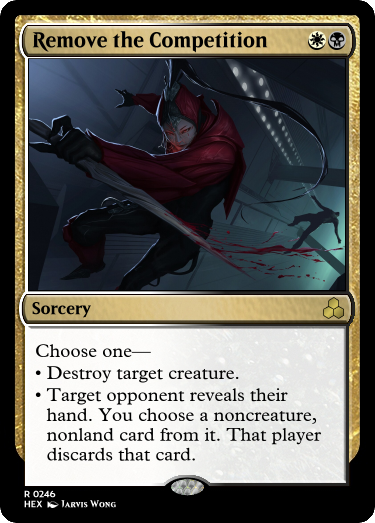 Remove the Competition
Sorcery
Choose one—
• Destroy target creature.
• Target opponent reveals their
hand. You choose a noncreature,
nonland card from it. That player
discards that card.
R 0246
HEX Jarvis Wong